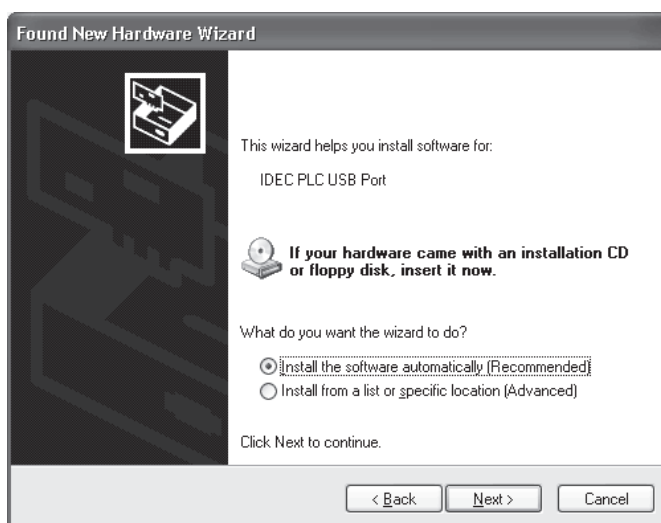 Found New Hardware Wizard
This wizard helps you install software for:
IDEC PLC USB Port
If your hardware came with an installation CD
or floppy disk, insert it now.
What do you want the wizard to do?
Install the software automatically (Recommended)
Install from a list or specific location (Advanced)
Click Next to continue.
< Back Next > Cancel